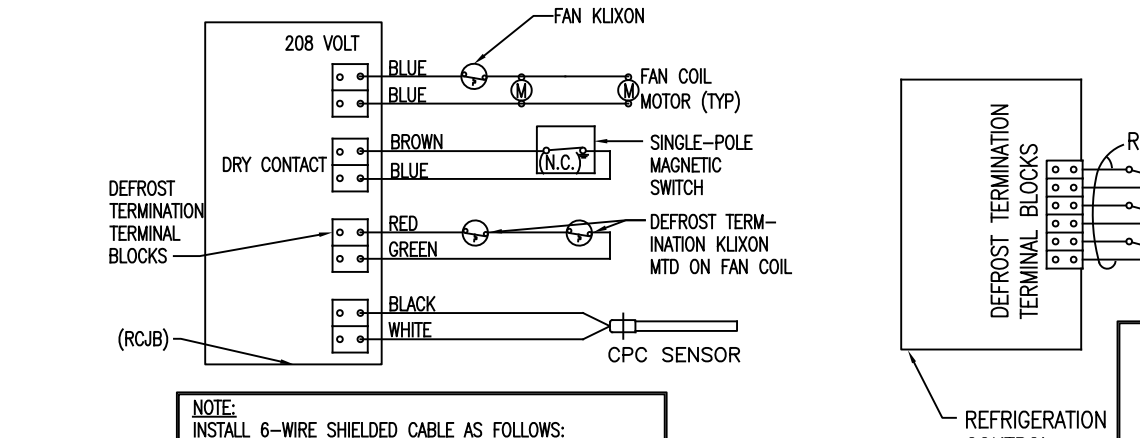 FAN KLIXON
208 VOLT
BLUE
BLUE
M
M
FAN COIL
MOTOR (TYP)
DRY CONTACT
BROWN
BLUE
(N.C.)
SINGLE-POLE
MAGNETIC
SWITCH
DEFROST
TERMINATION
TERMINAL
BLOCKS
RED
GREEN
DEFROST TERM-
INATION KLIXON
MTD ON FAN COIL
BLACK
WHITE
CPC SENSOR
(RCJB)
NOTE:
INSTALL 6-WIRE SHIELDED CABLE AS FOLLOWS:
DEFROST TERMINATION
TERMINAL BLOCKS
R
REFRIGERATION